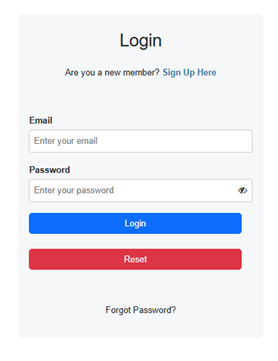 Login
Are you a new member? Sign Up Here
Email
Enter your email
Password
Enter your password
Login
Reset
Forgot Password?